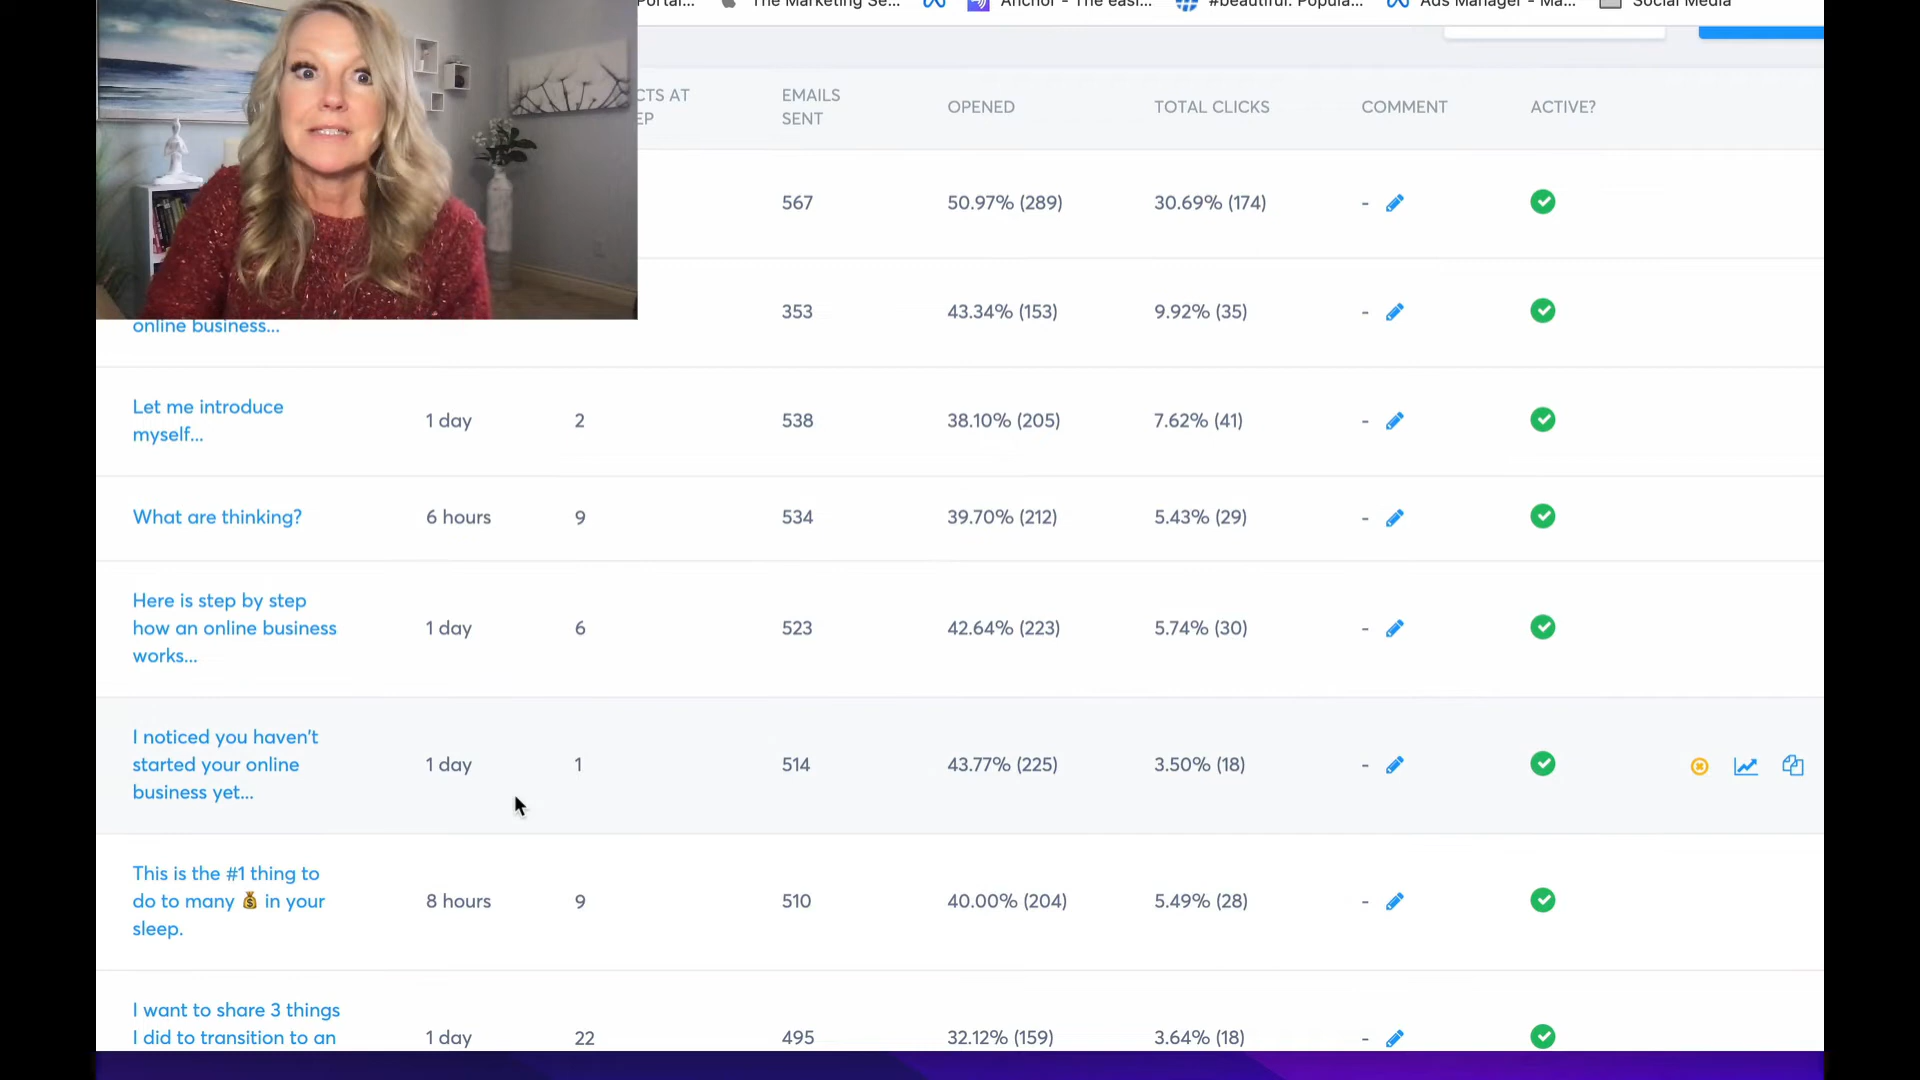 Portal... The Marketing Se... Anchor - The easi... #beautiful. Popula... Ads Manager - Ma... Social Media
CTS AT
EP
EMAILS
SENT
OPENED
TOTAL CLICKS
COMMENT
ACTIVE?
567 50.97% (289) 30.69% (174) -
online business...
353 43.34% (153) 9.92% (35) -
Let me introduce
myself...
1 day 2 538 38.10% (205) 7.62% (41) -
What are thinking? 6 hours 9 534 39.70% (212) 5.43% (29) -
Here is step by step
how an online business
works...
1 day 6 523 42.64% (223) 5.74% (30) -
I noticed you haven't
started your online
business yet...
1 day 1 514 43.77% (225) 3.50% (18) -
This is the #1 thing to
do to many 💰 in your
sleep.
8 hours 9 510 40.00% (204) 5.49% (28) -
I want to share 3 things
I did to transition to an
1 day 22 495 32.12% (159) 3.64% (18) -